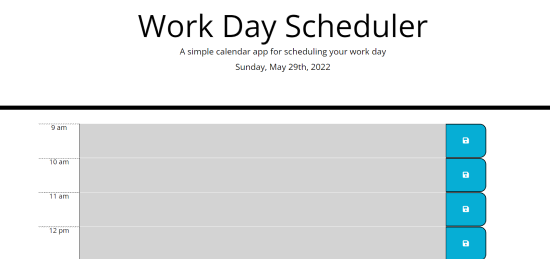 Work Day Scheduler
A simple calendar app for scheduling your work day
Sunday, May 29th, 2022
9 am
10 am
11 am
12 pm